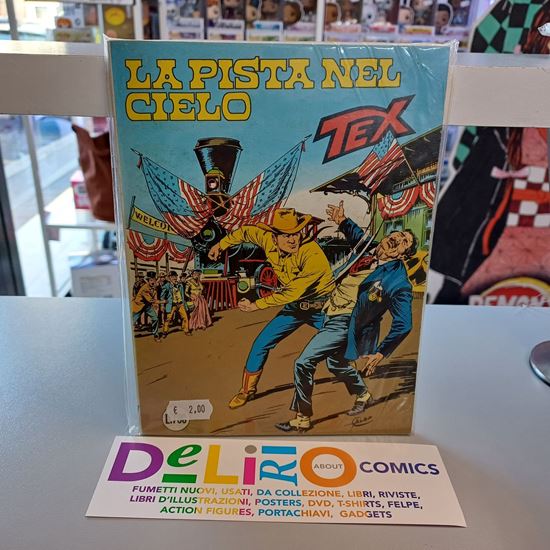 LA PISTA NEL
CIELO
TEX
WELCOME
€ 2,00
DeLiRiO
ABOUT
COMICS
FUMETTI NUOVI, USATI, DA COLLEZIONE, LIBRI, RIVISTE,
LIBRI D'ILLUSTRAZIONI, POSTERS, DVD, T-SHIRTS, FELPE,
ACTION FIGURES, PORTACHIAVI, GADGETS